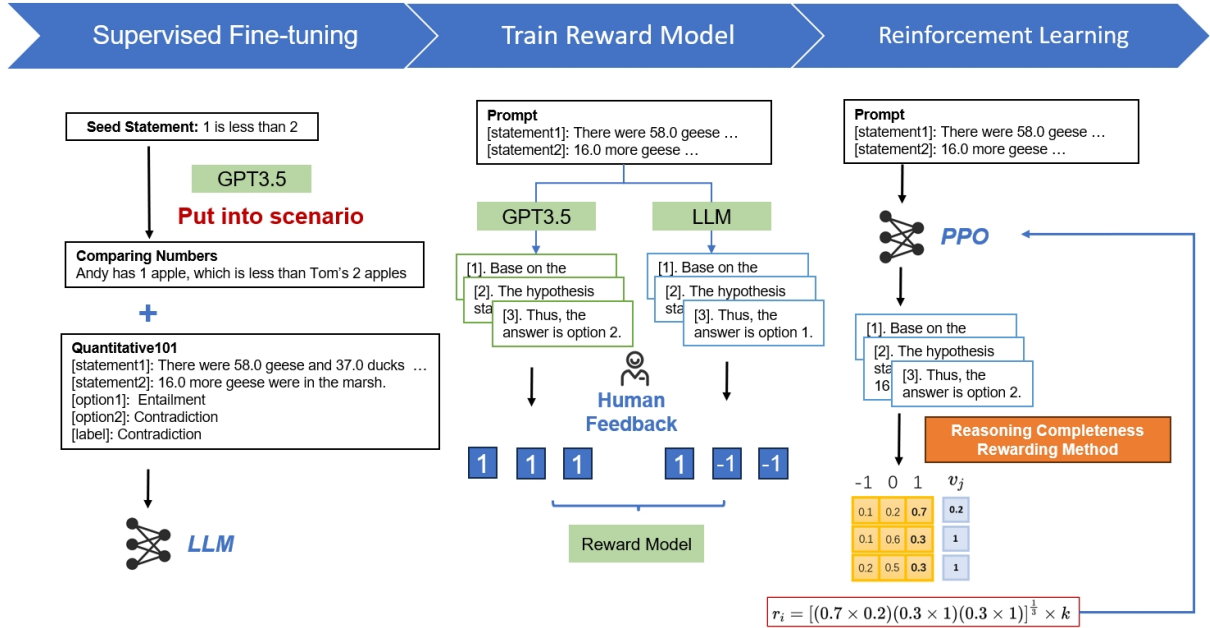 Supervised Fine-tuning
Train Reward Model
Reinforcement Learning
Seed Statement: 1 is less than 2
GPT3.5
Put into scenario
Comparing Numbers
Andy has 1 apple, which is less than Tom's 2 apples
+
Quantitative101
[statement1]: There were 58.0 geese and 37.0 ducks …
[statement2]: 16.0 more geese were in the marsh.
[option1]: Entailment
[option2]: Contradiction
[label]: Contradiction
LLM
Prompt
[statement1]: There were 58.0 geese …
[statement2]: 16.0 more geese …
GPT3.5
LLM
[1]. Base on the
[2]. The hypothesis
sta
[3]. Thus, the
answer is option 2.
[1]. Base on the
[2]. The hypothesis
sta
[3]. Thus, the
answer is option 1.
Human
Feedback
1 1 1 1 -1 -1
Reward Model
Prompt
[statement1]: There were 58.0 geese …
[statement2]: 16.0 more geese …
PPO
[1]. Base on the
[2]. The hypothesis
sta
16
[3]. Thus, the
answer is option 2.
Reasoning Completeness
Rewarding Method
-1 0 1 v_j
0.1 0.2 0.7 0.2
0.1 0.6 0.3 1
0.2 0.5 0.3 1
r_i = [(0.7 × 0.2)(0.3 × 1)(0.3 × 1)]^{1/3} × k